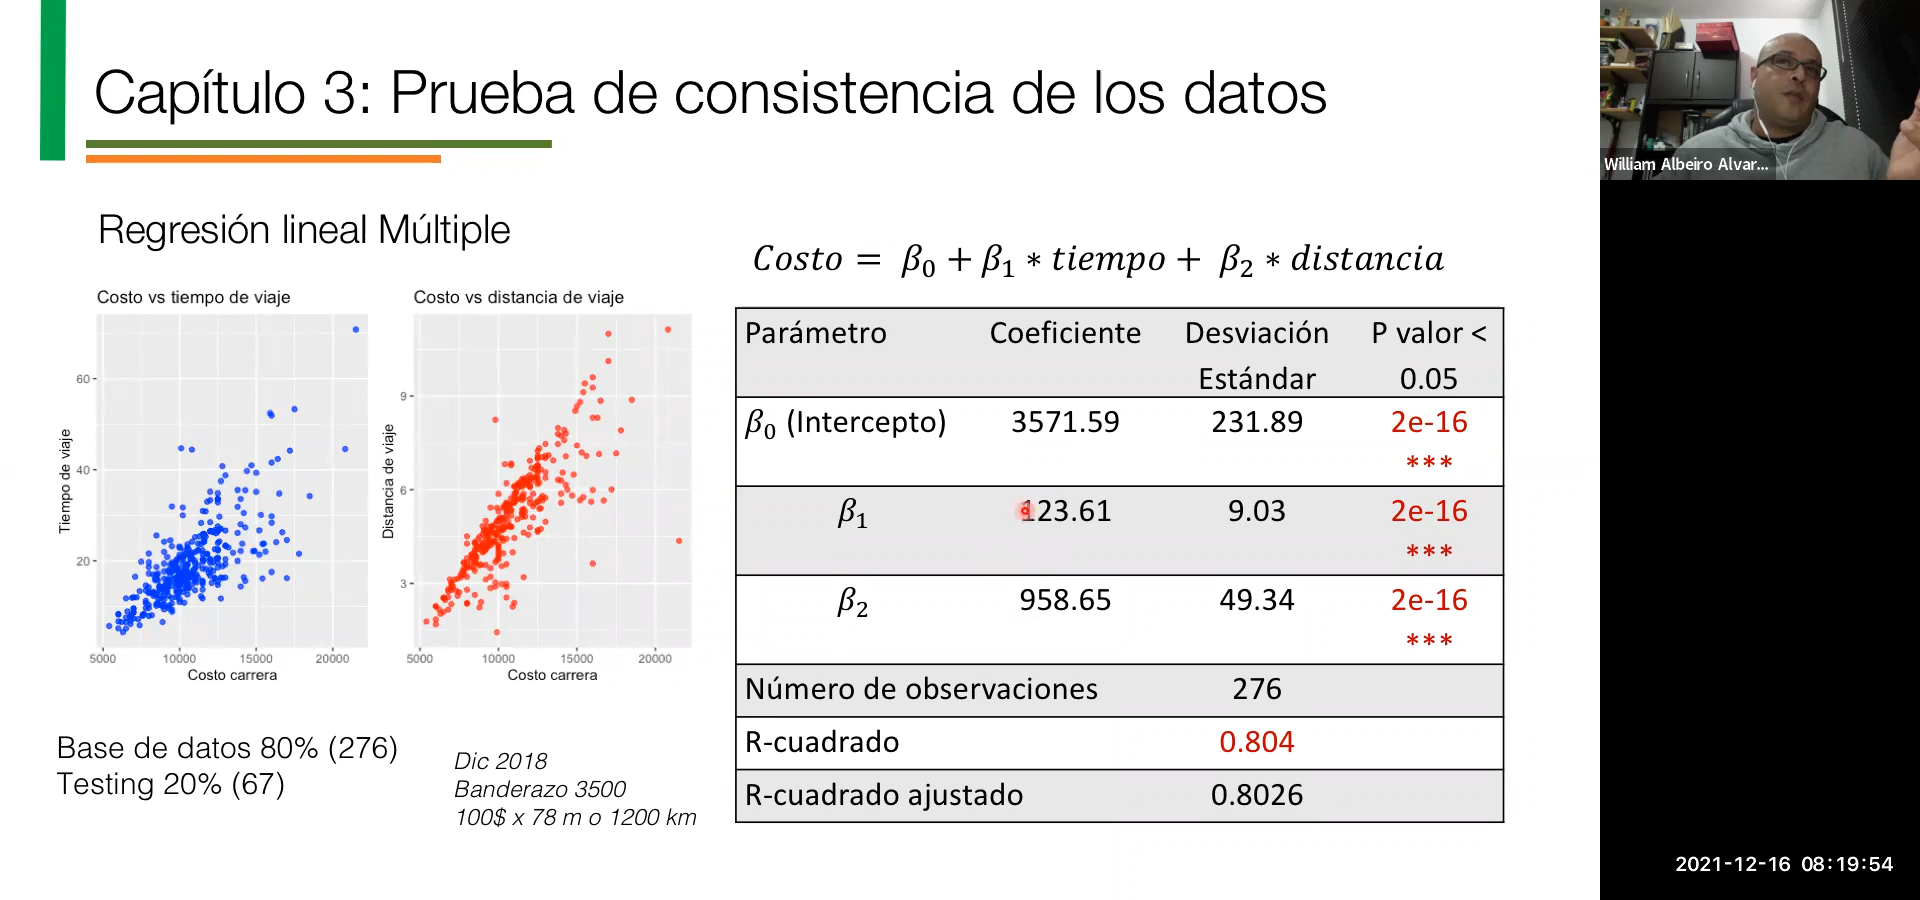 Capítulo 3: Prueba de consistencia de los datos
William Albeiro Alvar...
Regresión lineal Múltiple
Costo = β0 + β1 * tiempo + β2 * distancia
Costo vs tiempo de viaje
Tiempo de viaje
60
40
20
5000 10000 15000 20000
Costo carrera
Costo vs distancia de viaje
Distancia de viaje
9
6
3
5000 10000 15000 20000
Costo carrera
Parámetro Coeficiente Desviación Estándar P valor < 0.05
β0 (Intercepto) 3571.59 231.89 2e-16 ***
β1 123.61 9.03 2e-16 ***
β2 958.65 49.34 2e-16 ***
Número de observaciones 276
R-cuadrado 0.804
R-cuadrado ajustado 0.8026
Base de datos 80% (276)
Testing 20% (67)
Dic 2018
Banderazo 3500
100$ x 78 m o 1200 km
2021-12-16 08:19:54